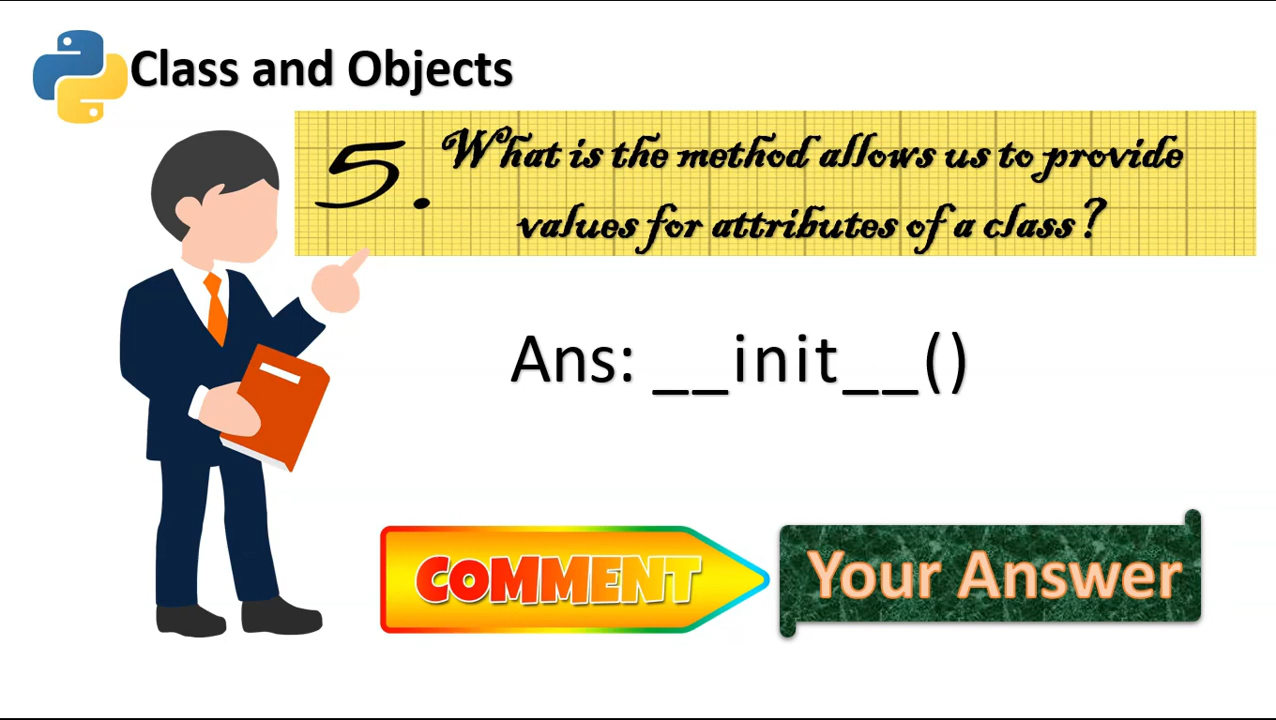 Class and Objects
5. What is the method allows us to provide
values for attributes of a class?
Ans: __init__()
COMMENT
Your Answer